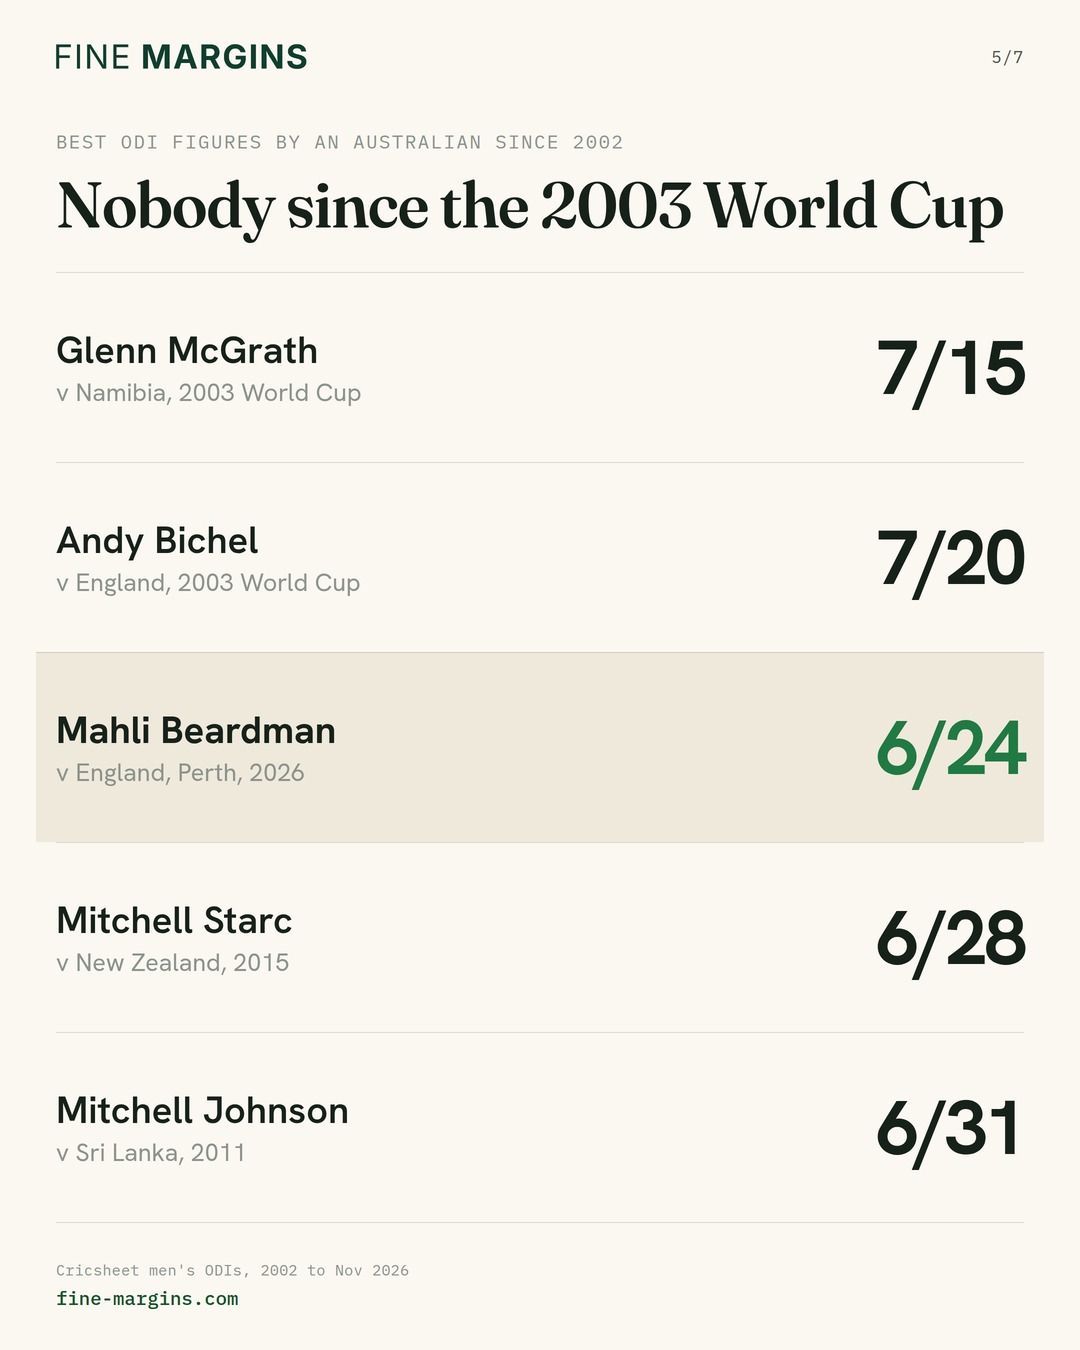 FINE MARGINS
5/7
BEST ODI FIGURES BY AN AUSTRALIAN SINCE 2002
Nobody since the 2003 World Cup
Glenn McGrath
v Namibia, 2003 World Cup
7/15
Andy Bichel
v England, 2003 World Cup
7/20
Mahli Beardman
v England, Perth, 2026
6/24
Mitchell Starc
v New Zealand, 2015
6/28
Mitchell Johnson
v Sri Lanka, 2011
6/31
Cricsheet men's ODIs, 2002 to Nov 2026
fine-margins.com